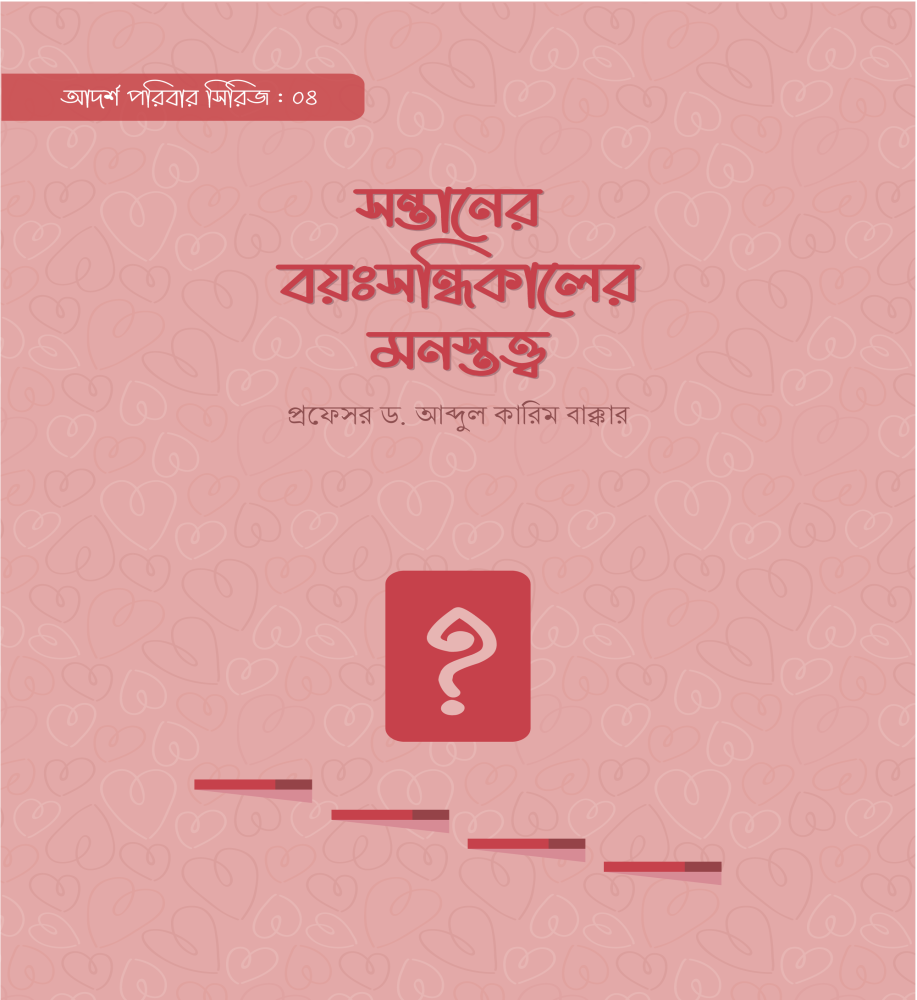 আদর্শ পরিবার সিরিজ : ০৪
সন্তানের
বয়ঃসন্ধিকালের
মনস্তত্ত্ব
প্রফেসর ড. আব্দুল কারিম বাক্কার
?